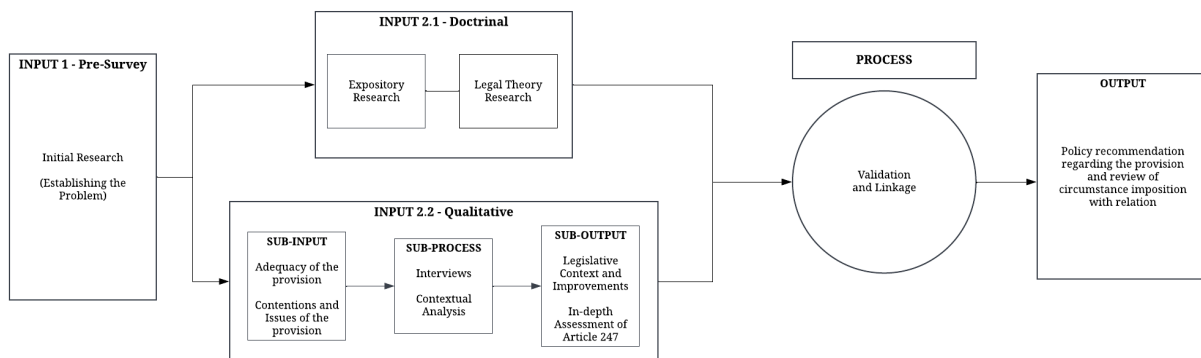 INPUT 1 - Pre-Survey
Initial Research
(Establishing the
Problem)
INPUT 2.1 - Doctrinal
Expository
Research
Legal Theory
Research
INPUT 2.2 - Qualitative
SUB-INPUT
Adequacy of the
provision
Contentions and
Issues of the
provision
SUB-PROCESS
Interviews
Contextual
Analysis
SUB-OUTPUT
Legislative
Context and
Improvements
In-depth
Assessment of
Article 247
PROCESS
Validation
and Linkage
OUTPUT
Policy recommendation
regarding the provision
and review of
circumstance imposition
with relation